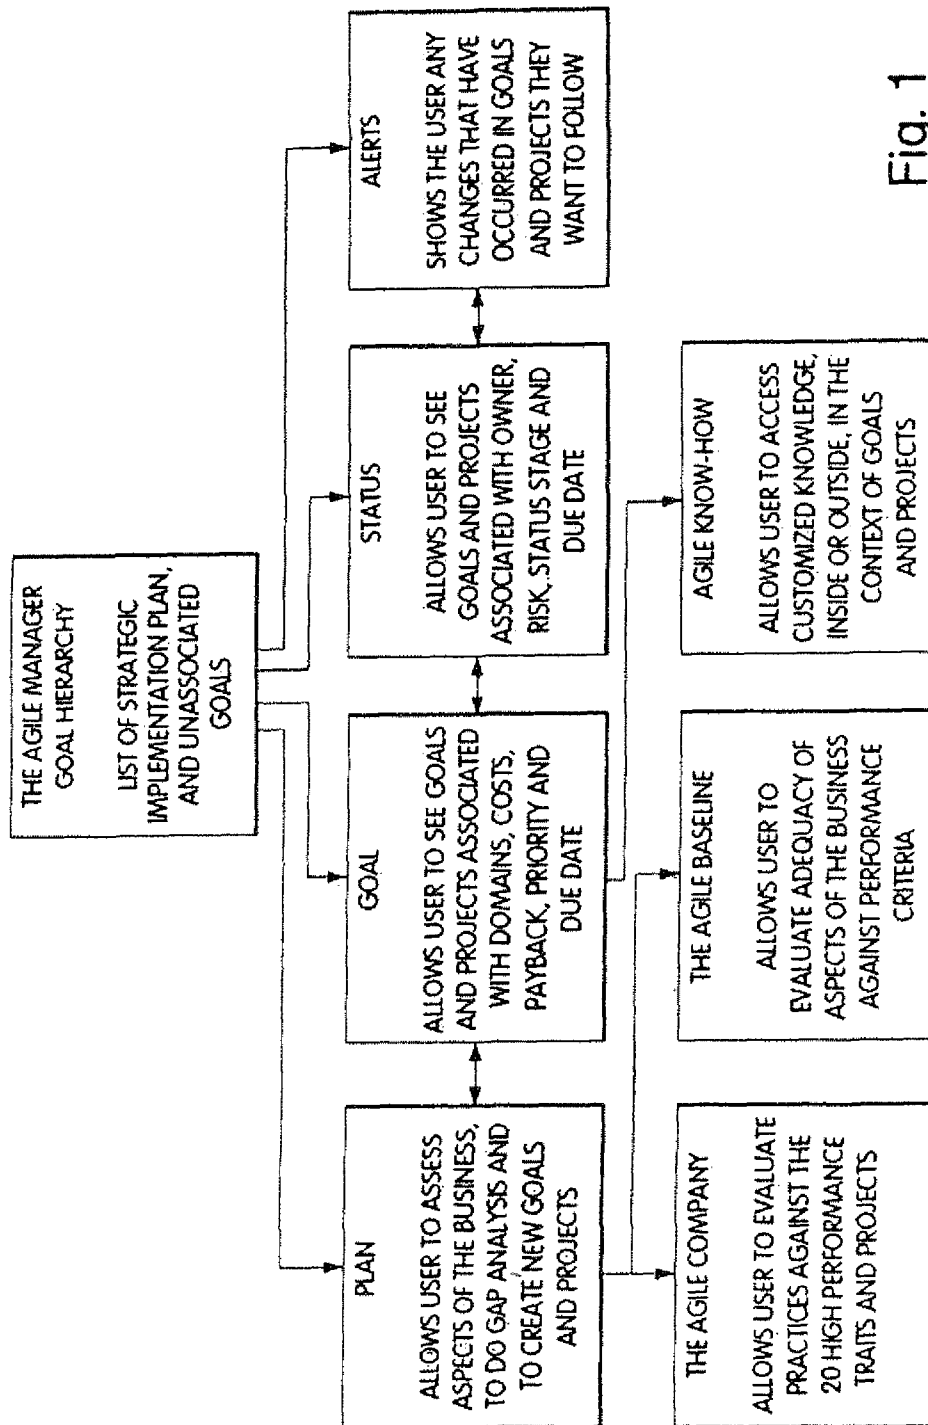 THE AGILE MANAGER
GOAL HIERARCHY
LIST OF STRATEGIC
IMPLEMENTATION PLAN,
AND UNASSOCIATED
GOALS
PLAN
ALLOWS USER TO ASSESS
ASPECTS OF THE BUSINESS,
TO DO GAP ANALYSIS AND
TO CREATE NEW GOALS
AND PROJECTS
GOAL
ALLOWS USER TO SEE GOALS
AND PROJECTS ASSOCIATED
WITH DOMAINS, COSTS,
PAYBACK, PRIORITY AND
DUE DATE
STATUS
ALLOWS USER TO SEE
GOALS AND PROJECTS
ASSOCIATED WITH OWNER,
RISK, STATUS STAGE AND
DUE DATE
ALERTS
SHOWS THE USER ANY
CHANGES THAT HAVE
OCCURRED IN GOALS
AND PROJECTS THEY
WANT TO FOLLOW
THE AGILE COMPANY
ALLOWS USER TO EVALUATE
PRACTICES AGAINST THE
20 HIGH PERFORMANCE
TRAITS AND PROJECTS
THE AGILE BASELINE
ALLOWS USER TO
EVALUATE ADEQUACY OF
ASPECTS OF THE BUSINESS
AGAINST PERFORMANCE
CRITERIA
AGILE KNOW-HOW
ALLOWS USER TO ACCESS
CUSTOMIZED KNOWLEDGE,
INSIDE OR OUTSIDE, IN THE
CONTEXT OF GOALS
AND PROJECTS
Fig. 1